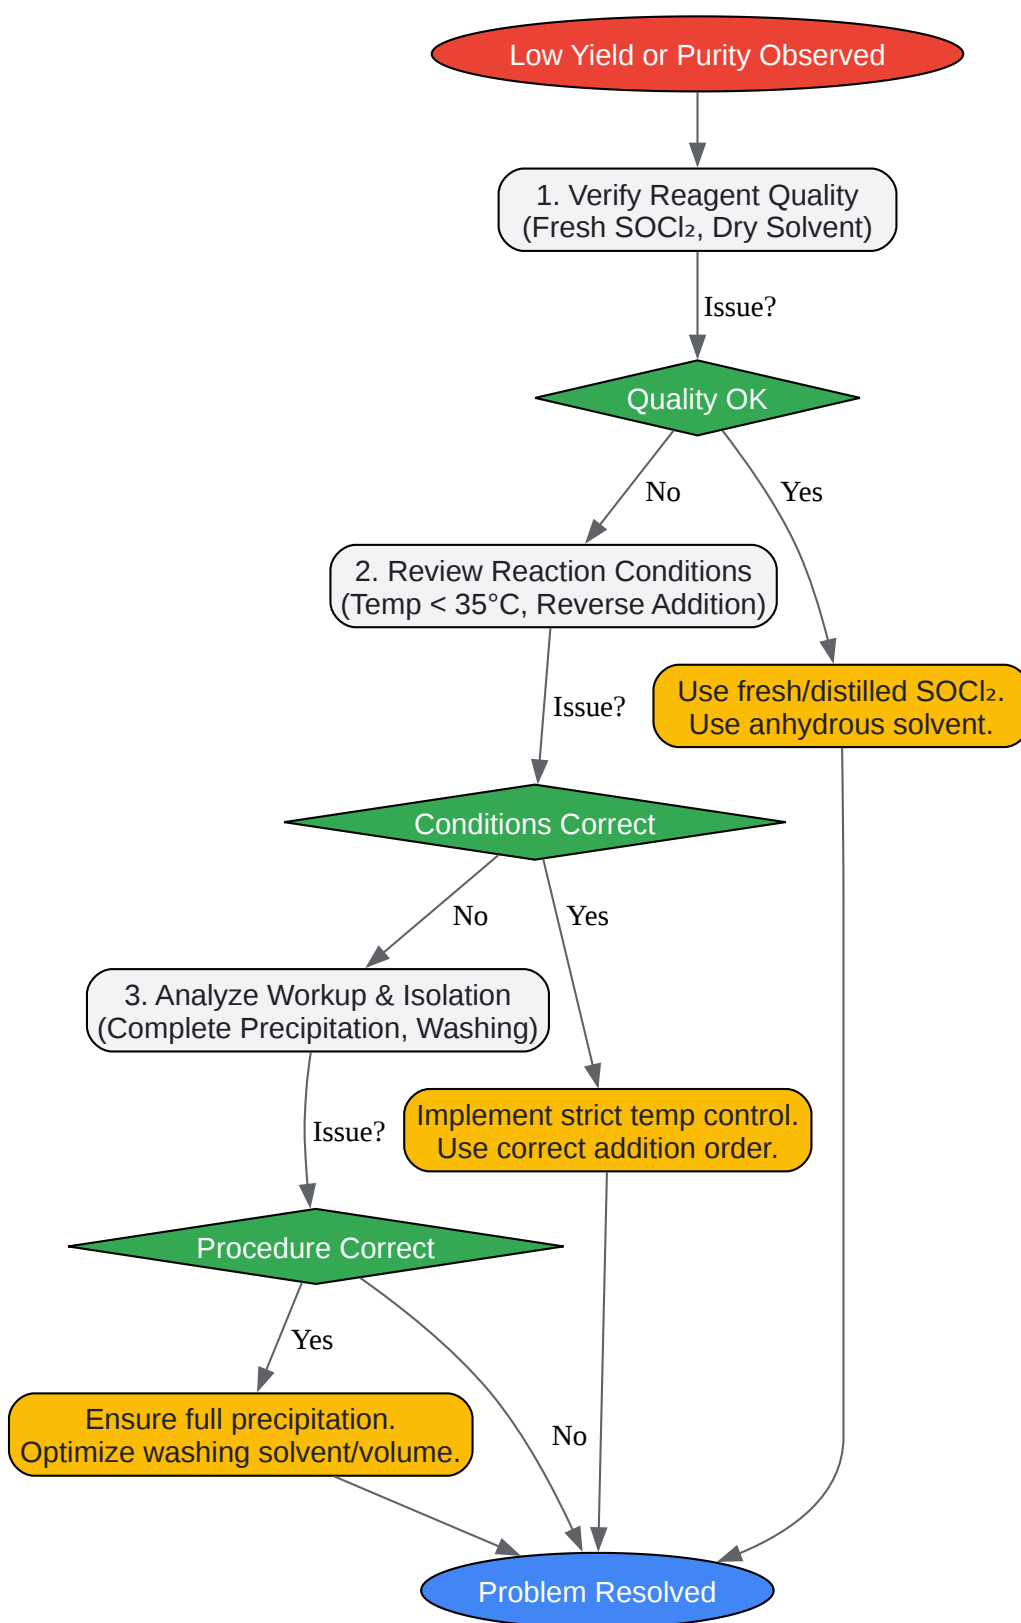 Low Yield or Purity Observed
1. Verify Reagent Quality
(Fresh SOCl₂, Dry Solvent)
Issue?
Quality OK
No
Yes
2. Review Reaction Conditions
(Temp < 35°C, Reverse Addition)
Use fresh/distilled SOCl₂.
Use anhydrous solvent.
Issue?
Conditions Correct
No
Yes
3. Analyze Workup & Isolation
(Complete Precipitation, Washing)
Implement strict temp control.
Use correct addition order.
Issue?
Procedure Correct
Yes
No
Ensure full precipitation.
Optimize washing solvent/volume.
Problem Resolved